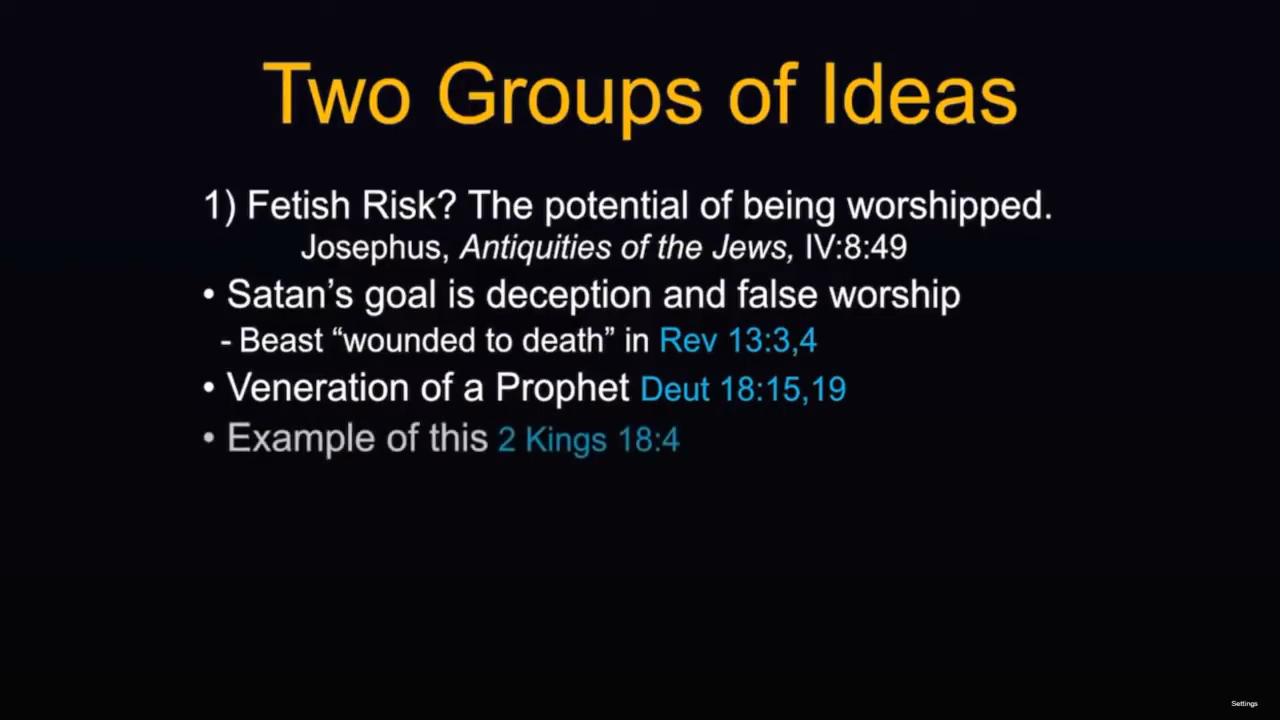 Two Groups of Ideas
1) Fetish Risk? The potential of being worshipped.
Josephus, Antiquities of the Jews, IV:8:49
• Satan’s goal is deception and false worship
- Beast “wounded to death” in Rev 13:3,4
• Veneration of a Prophet Deut 18:15,19
• Example of this 2 Kings 18:4
Settings